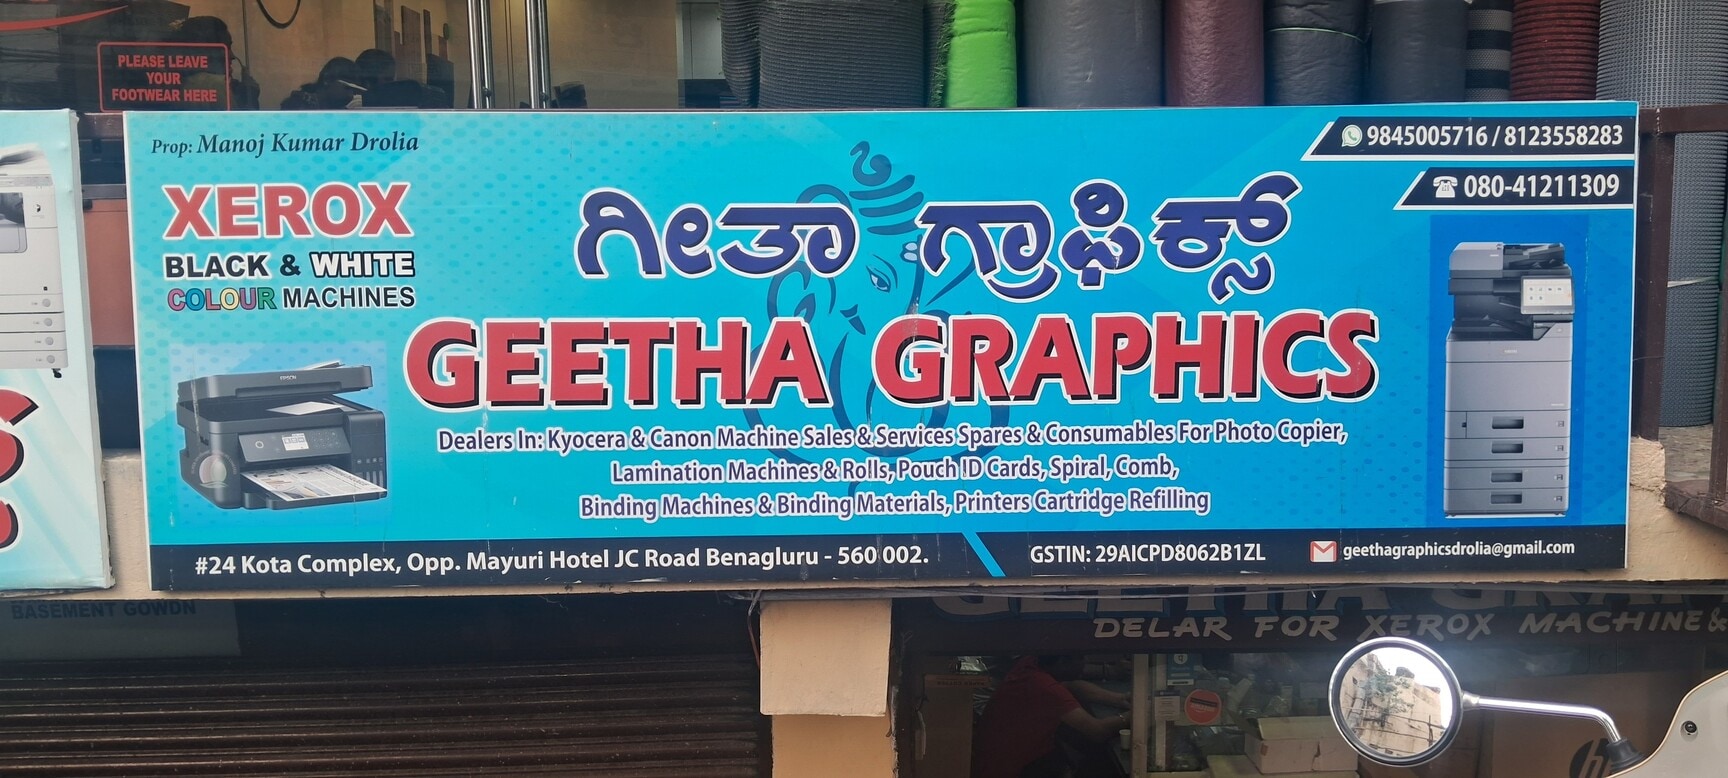 PLEASE LEAVE
YOUR
FOOTWEAR HERE
Prop: Manoj Kumar Drolia
9845005716 / 8123558283
080-41211309
XEROX
BLACK & WHITE
COLOUR MACHINES
ಗೀತಾ ಗ್ರಾಫಿಕ್ಸ್
GEETHA GRAPHICS
EPSON
Dealers In: Kyocera & Canon Machine Sales & Services Spares & Consumables For Photo Copier,
Lamination Machines & Rolls, Pouch ID Cards, Spiral, Comb,
Binding Machines & Binding Materials, Printers Cartridge Refilling
#24 Kota Complex, Opp. Mayuri Hotel JC Road Benagluru - 560 002.
GSTIN: 29AICPD8062B1ZL
geethagraphicsdrolia@gmail.com
BASEMENT GOWDN
DELAR FOR XEROX MACHINE &
hp